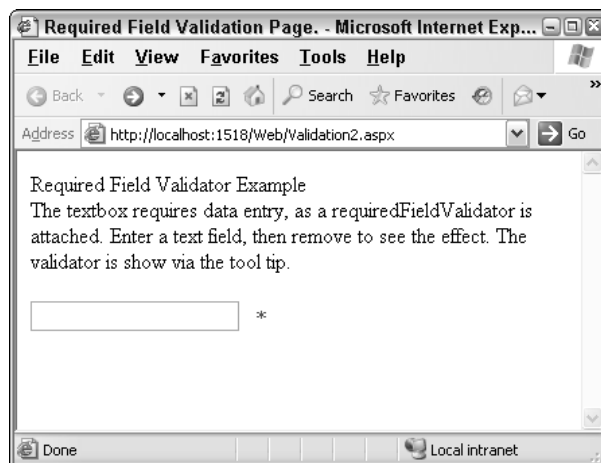 Required Field Validation Page. - Microsoft Internet Exp...
File Edit View Favorites Tools Help
Back Search Favorites »
Address http://localhost:1518/Web/Validation2.aspx Go
Required Field Validator Example
The textbox requires data entry, as a requiredFieldValidator is
attached. Enter a text field, then remove to see the effect. The
validator is show via the tool tip.
*
Done Local intranet